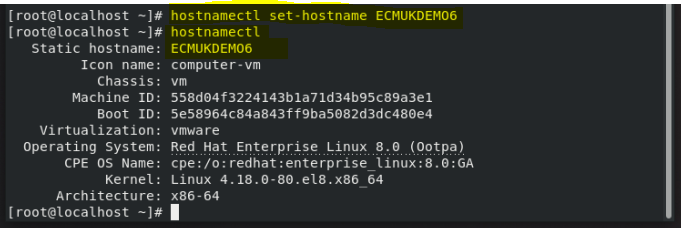 [root@localhost ~]# hostnamectl set-hostname ECMUKDEMO6
[root@localhost ~]# hostnamectl
Static hostname: ECMUKDEMO6
Icon name: computer-vm
Chassis: vm
Machine ID: 558d04f3224143b1a71d34b95c89a3e1
Boot ID: 5e58964c84a843ff9ba5082d3dc480e4
Virtualization: vmware
Operating System: Red Hat Enterprise Linux 8.0 (Ootpa)
CPE OS Name: cpe:/o:redhat:enterprise_linux:8.0:GA
Kernel: Linux 4.18.0-80.el8.x86_64
Architecture: x86-64
[root@localhost ~]#